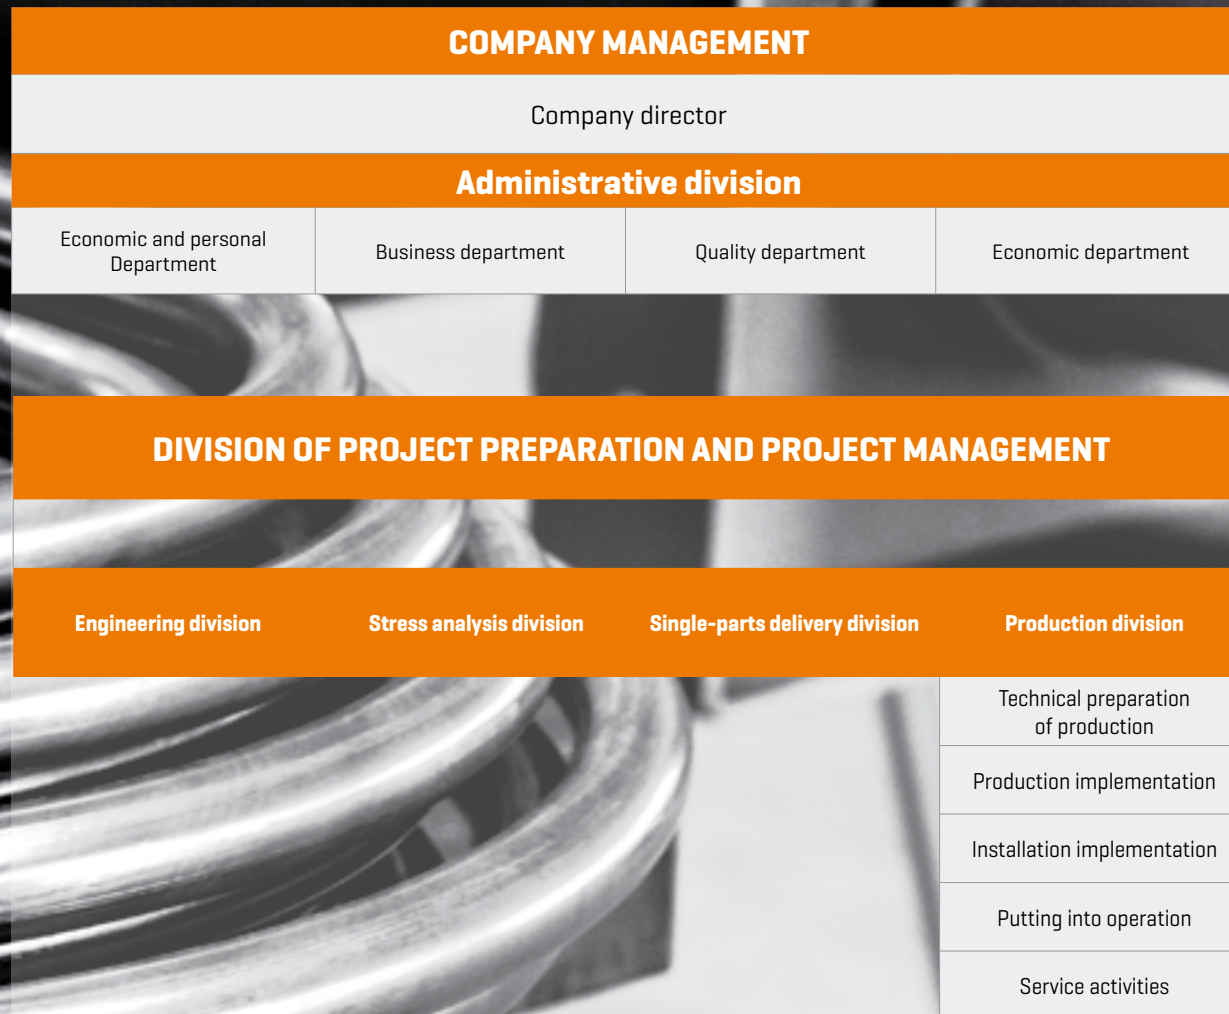 COMPANY MANAGEMENT
Company director
Administrative division
Economic and personal
Department
Business department
Quality department
Economic department
DIVISION OF PROJECT PREPARATION AND PROJECT MANAGEMENT
Engineering division
Stress analysis division
Single-parts delivery division
Production division
Technical preparation
of production
Production implementation
Installation implementation
Putting into operation
Service activities